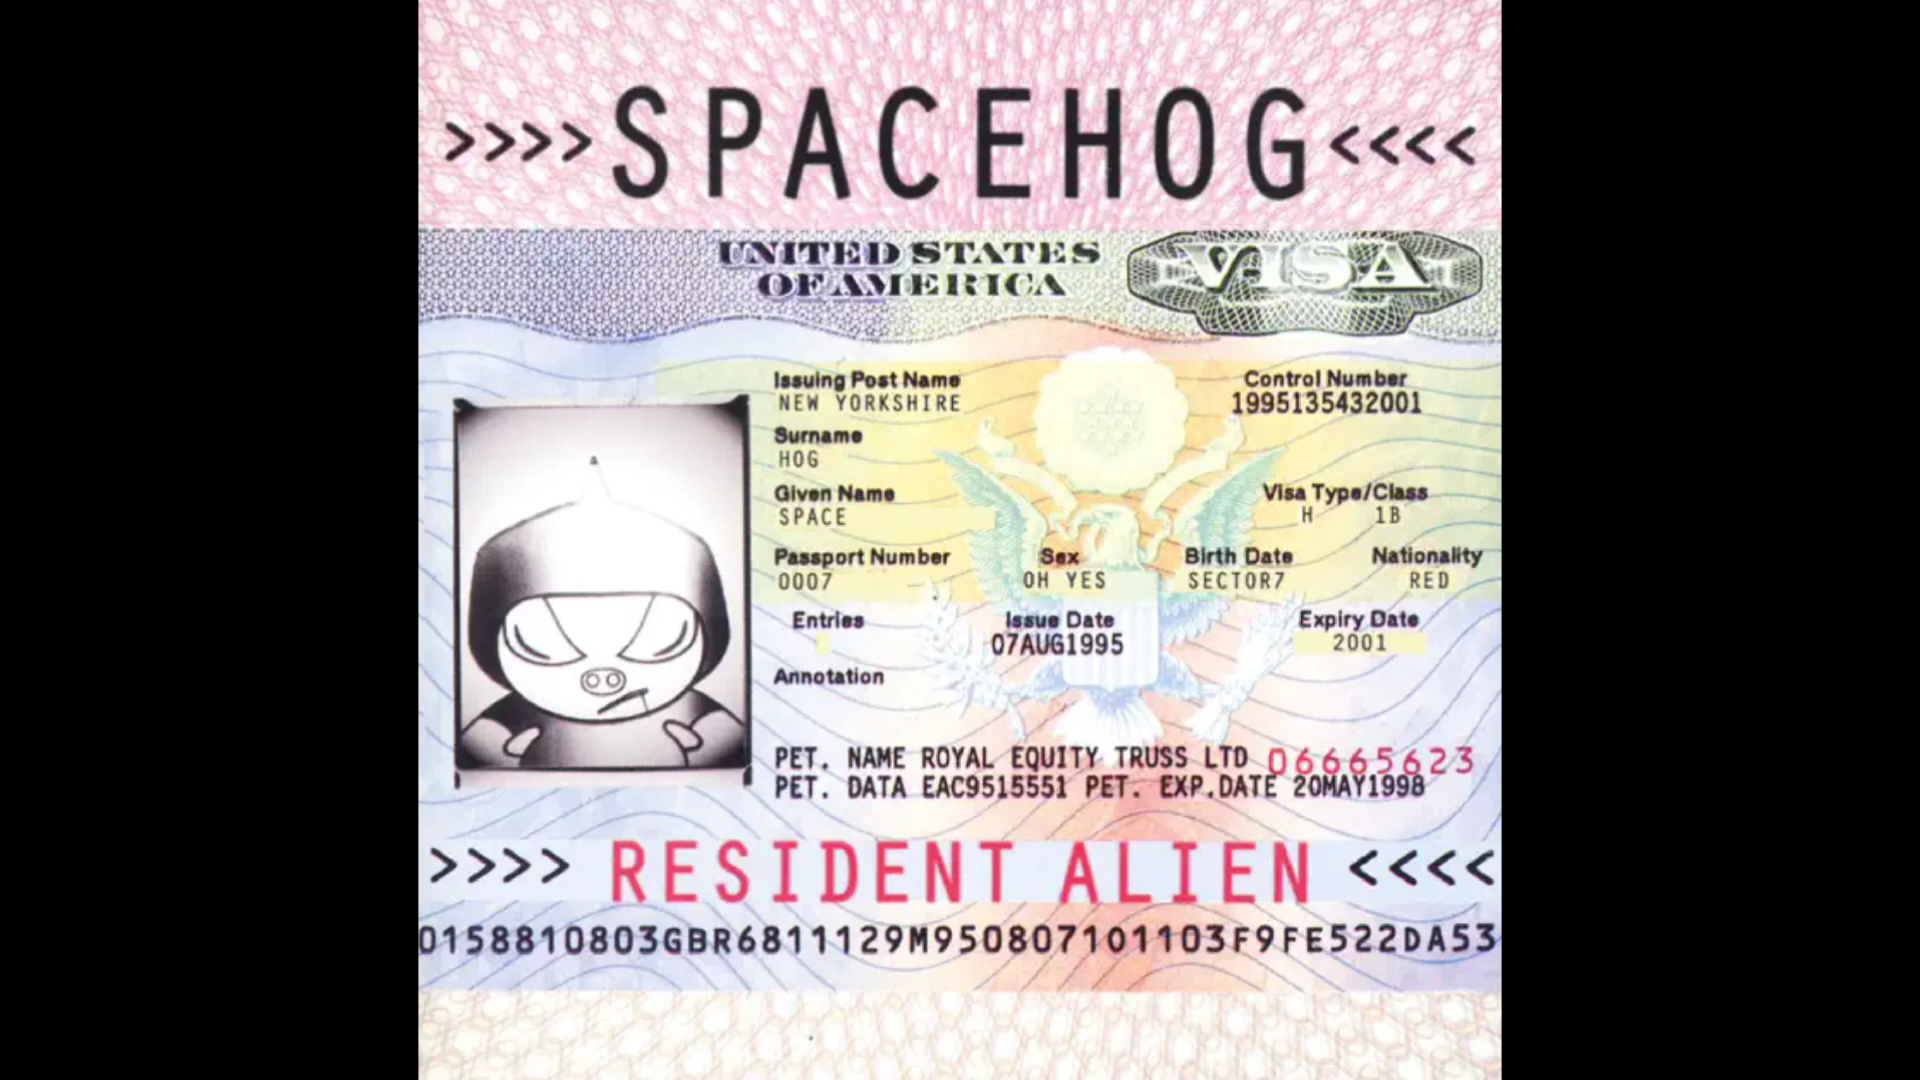 >>>>SPACEHOG<<<<
UNITED STATES
OF AMERICA
VISA
Issuing Post Name
NEW YORKSHIRE
Control Number
1995135432001
Surname
HOG
Given Name
SPACE
Visa Type/Class
H 1B
Passport Number Sex Birth Date Nationality
0007 OH YES SECTOR7 RED
Entries Issue Date Expiry Date
07AUG1995 2001
Annotation
PET. NAME ROYAL EQUITY TRUSS LTD 06665623
PET. DATA EAC9515551 PET. EXP.DATE 20MAY1998
>>>> RESIDENT ALIEN <<<<
0158810803GBR6811129M950807101103F9FE522DA53